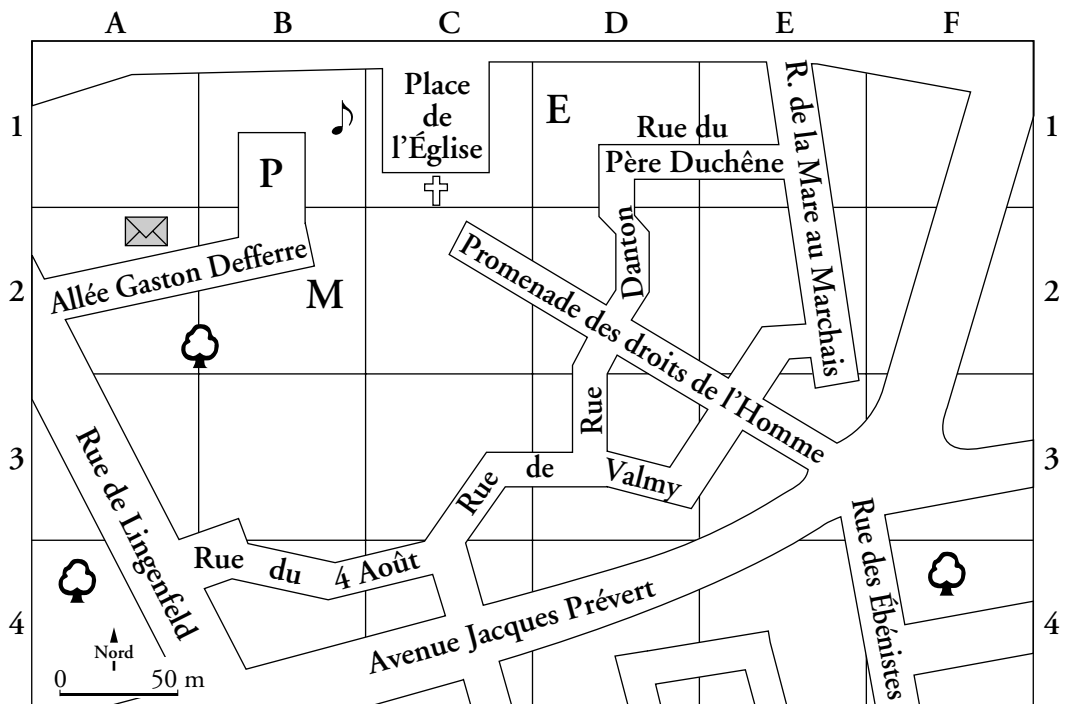 A B C D E F
1
Place
de
l'Église
E
Rue du
Père Duchêne
R. de la Mare au Marchais
1
P
2
Allée Gaston Defferre
M
Promenade des droits de l'Homme
Rue Danton
2
3
Rue de Lingenfeld
Rue de Valmy
3
Rue du 4 Août
Avenue Jacques Prévert
Rue des Ébénistes
4
Nord
0 50 m
4